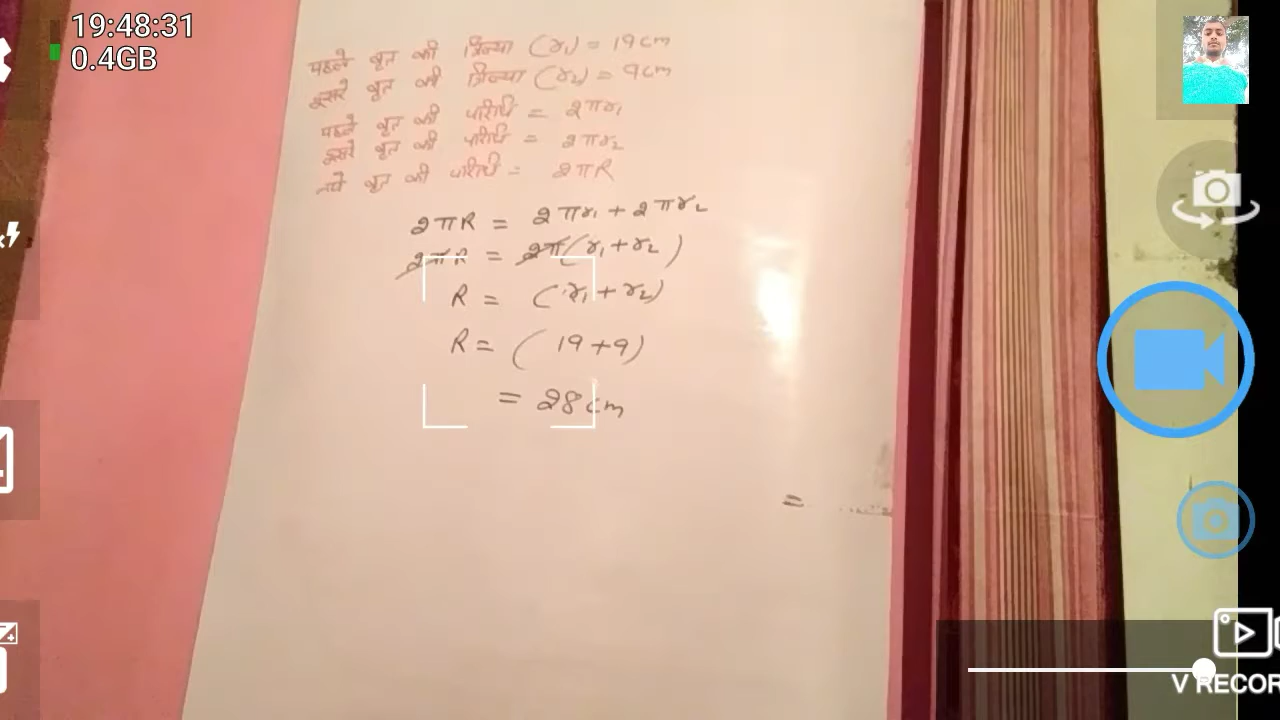 19:48:31
0.4GB
पहले वृत की त्रिज्या (r₁) = 19cm
दूसरे वृत की त्रिज्या (r₂) = 9cm
पहले वृत की परिधि = 2πr₁
दूसरे वृत की परिधि = 2πr₂
नये वृत की परिधि = 2πR
2πR = 2πr₁ + 2πr₂
2πR = 2π(r₁ + r₂)
R = (r₁ + r₂)
R = (19 + 9)
= 28cm
=
V RECOR